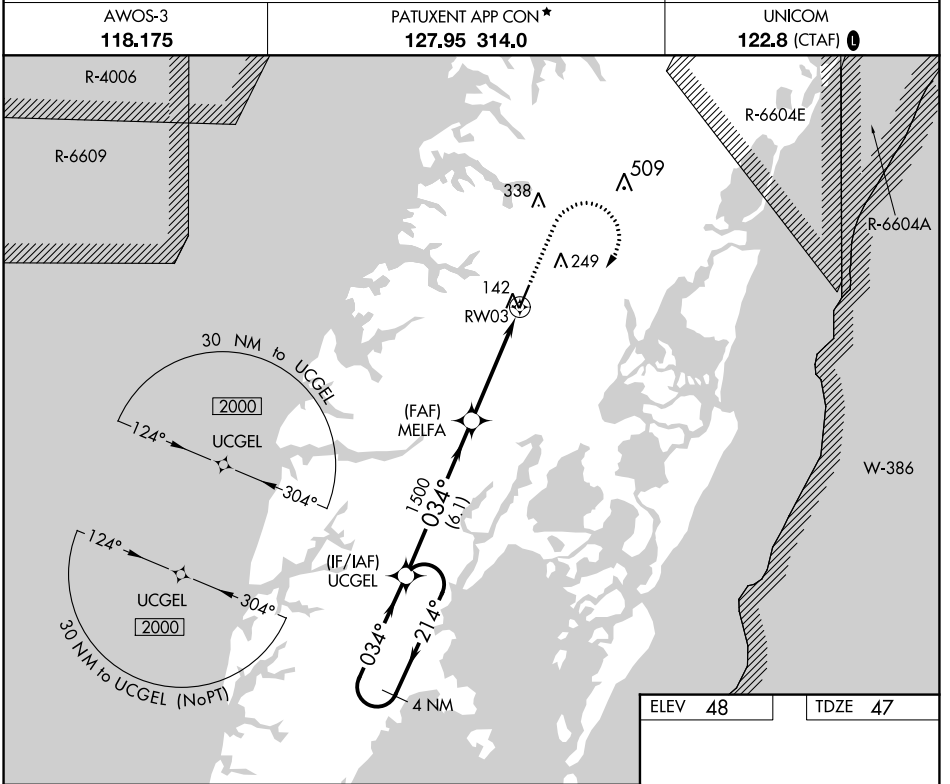 AWOS-3
118.175
PATUXENT APP CON★
127.95 314.0
UNICOM
122.8 (CTAF) L
R-4006
R-6609
R-6604E
R-6604A
338
509
249
142
RW03
30 NM to UCGEL
2000
124°
UCGEL
304°
(FAF)
MELFA
W-386
1500
034°
(6.1)
124°
UCGEL
304°
2000
30 NM to UCGEL (NoPT)
(IF/IAF)
UCGEL
034°
214°
4 NM
ELEV 48
TDZE 47